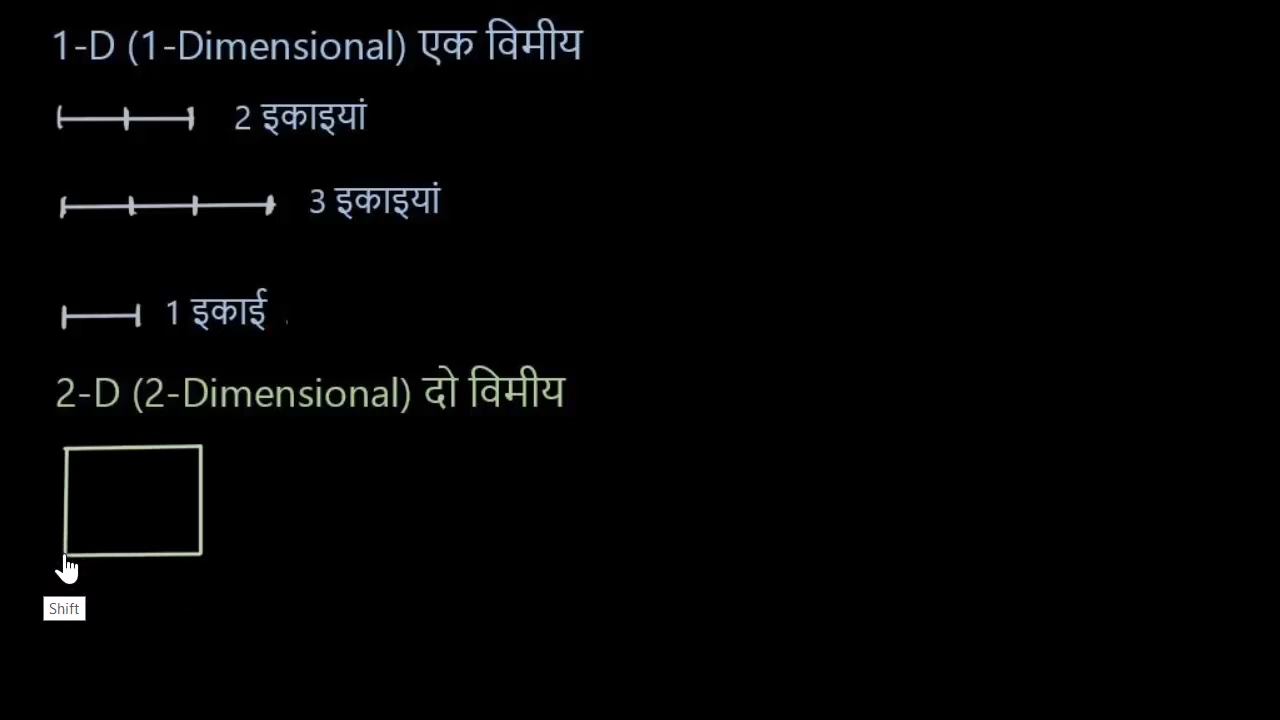 1-D (1-Dimensional) एक विमीय
2 इकाइयां
3 इकाइयां
1 इकाई
2-D (2-Dimensional) दो विमीय
Shift